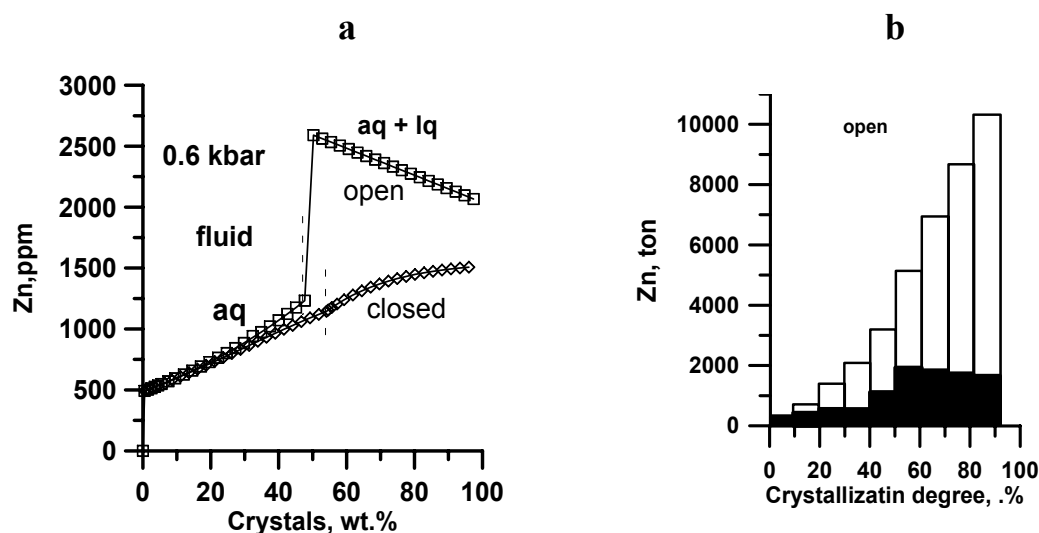 a
b
3000
2500
2000
1500
1000
500
0
Zn,ppm
0.6 kbar
aq + lq
open
fluid
aq
closed
0 20 40 60 80 100
Crystals, wt.%
10000
8000
6000
4000
2000
0
Zn, ton
open
0 20 40 60 80 100
Crystallizatin degree, .%